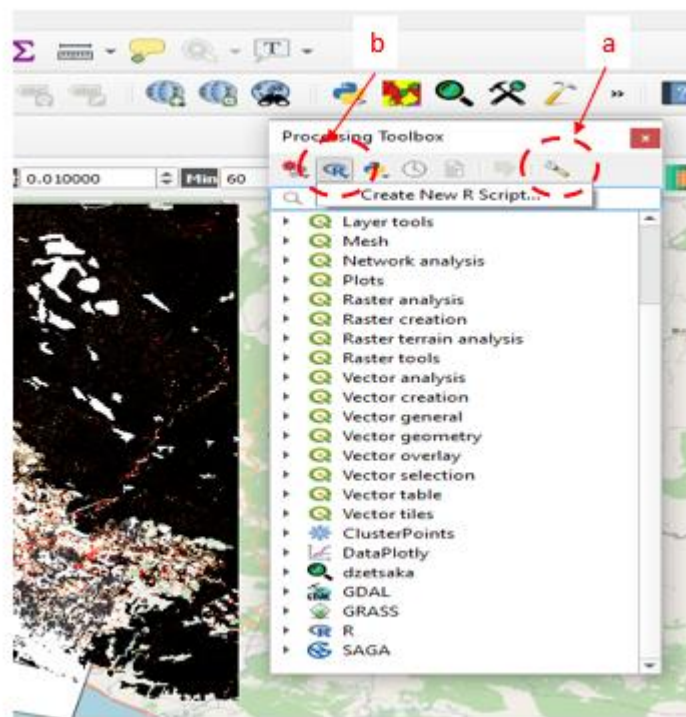 b
a
Processing Toolbox
0.010000
Min 60
Create New R Script...
Layer tools
Mesh
Network analysis
Plots
Raster analysis
Raster creation
Raster terrain analysis
Raster tools
Vector analysis
Vector creation
Vector general
Vector geometry
Vector overlay
Vector selection
Vector table
Vector tiles
ClusterPoints
DataPlotly
dzetsaka
GDAL
GRASS
R
SAGA